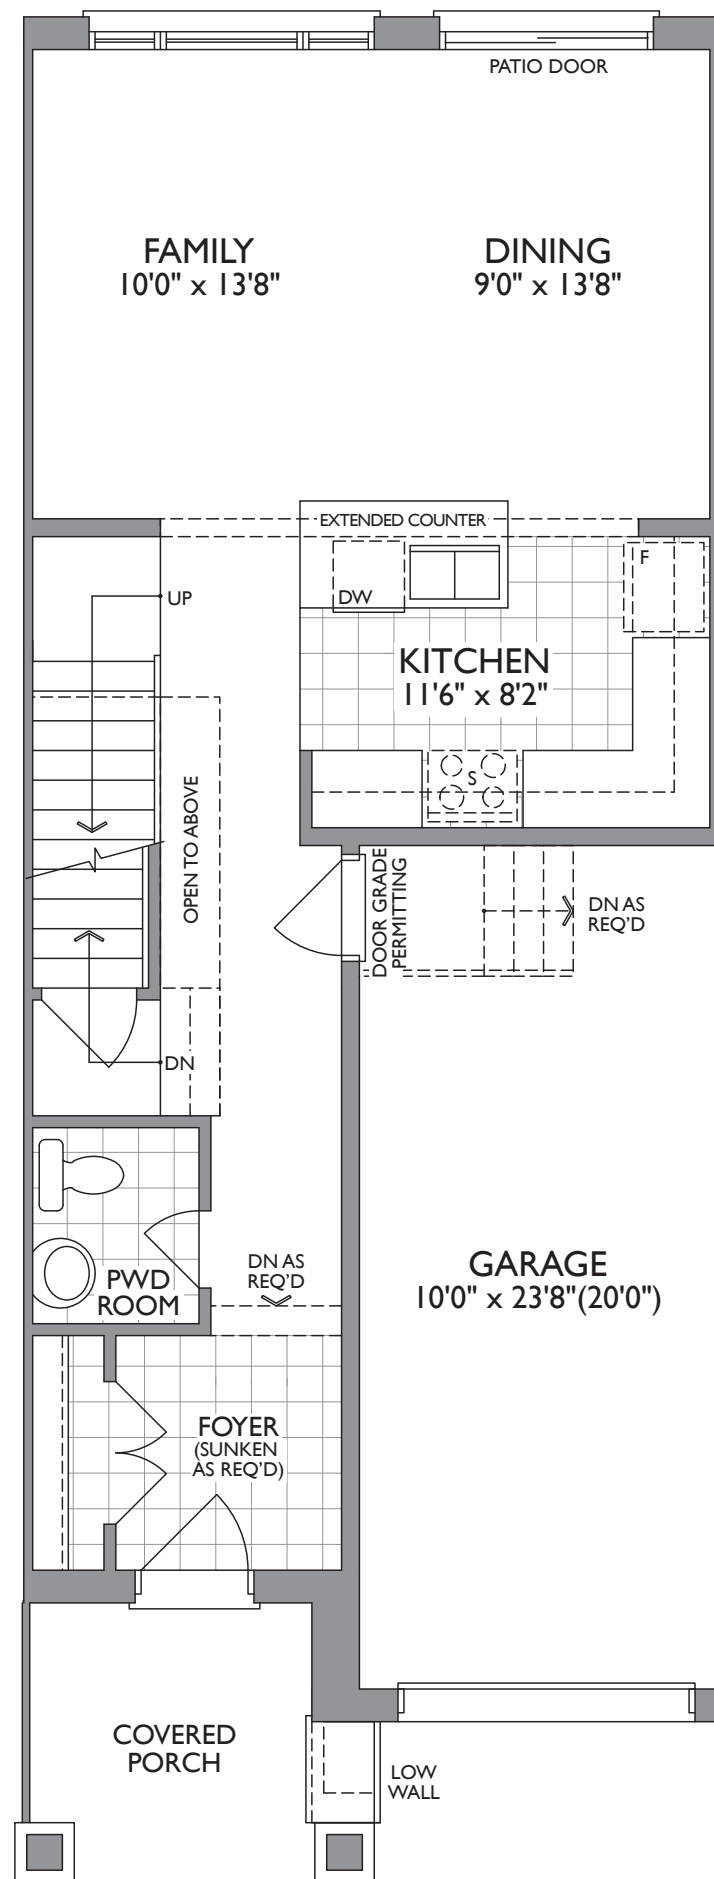 PATIO DOOR
FAMILY
10'0" x 13'8"
DINING
9'0" x 13'8"
EXTENDED COUNTER
F
DW
UP
KITCHEN
11'6" x 8'2"
S
OPEN TO ABOVE
DOOR GRADE
PERMITTING
DN AS
REQ'D
DN
PWD
ROOM
DN AS
REQ'D
GARAGE
10'0" x 23'8"(20'0")
FOYER
(SUNKEN
AS REQ'D)
COVERED
PORCH
LOW
WALL